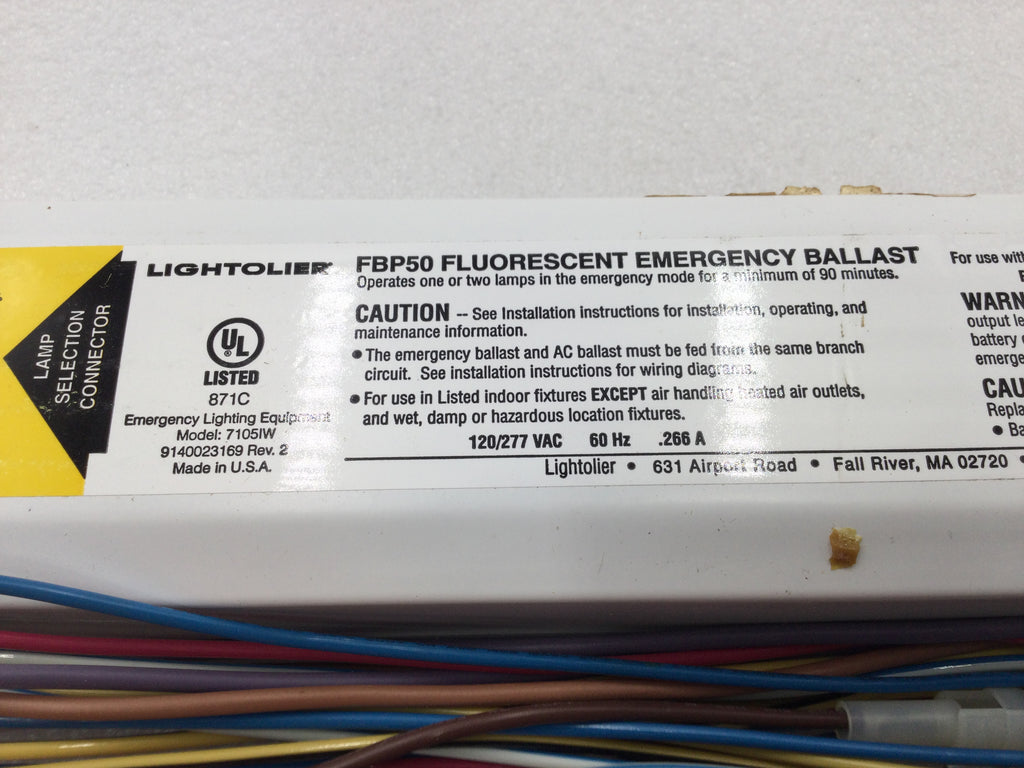 LAMP
SELECTION
CONNECTOR
LIGHTOLIER
UL
LISTED
871C
Emergency Lighting Equipment
Model: 7105IW
9140023169 Rev. 2
Made in U.S.A.
FBP50 FLUORESCENT EMERGENCY BALLAST
Operates one or two lamps in the emergency mode for a minimum of 90 minutes.
CAUTION -- See Installation instructions for installation, operating, and
maintenance information.
• The emergency ballast and AC ballast must be fed from the same branch
circuit. See installation instructions for wiring diagrams.
• For use in Listed indoor fixtures EXCEPT air handling heated air outlets,
and wet, damp or hazardous location fixtures.
120/277 VAC 60 Hz .266 A
Lightolier • 631 Airport Road • Fall River, MA 02720 •
For use with
WARN
output le
battery
emerge
CAU
Repla
• Ba